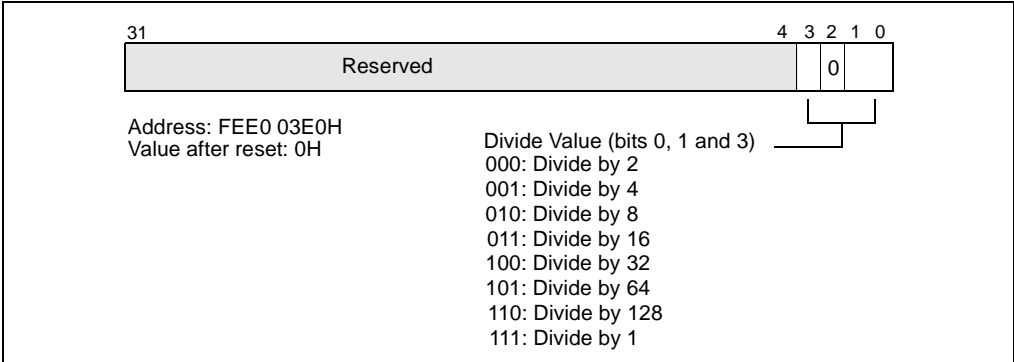 31 4 3 2 1 0
Reserved 0
Address: FEE0 03E0H
Value after reset: 0H
Divide Value (bits 0, 1 and 3)
000: Divide by 2
001: Divide by 4
010: Divide by 8
011: Divide by 16
100: Divide by 32
101: Divide by 64
110: Divide by 128
111: Divide by 1